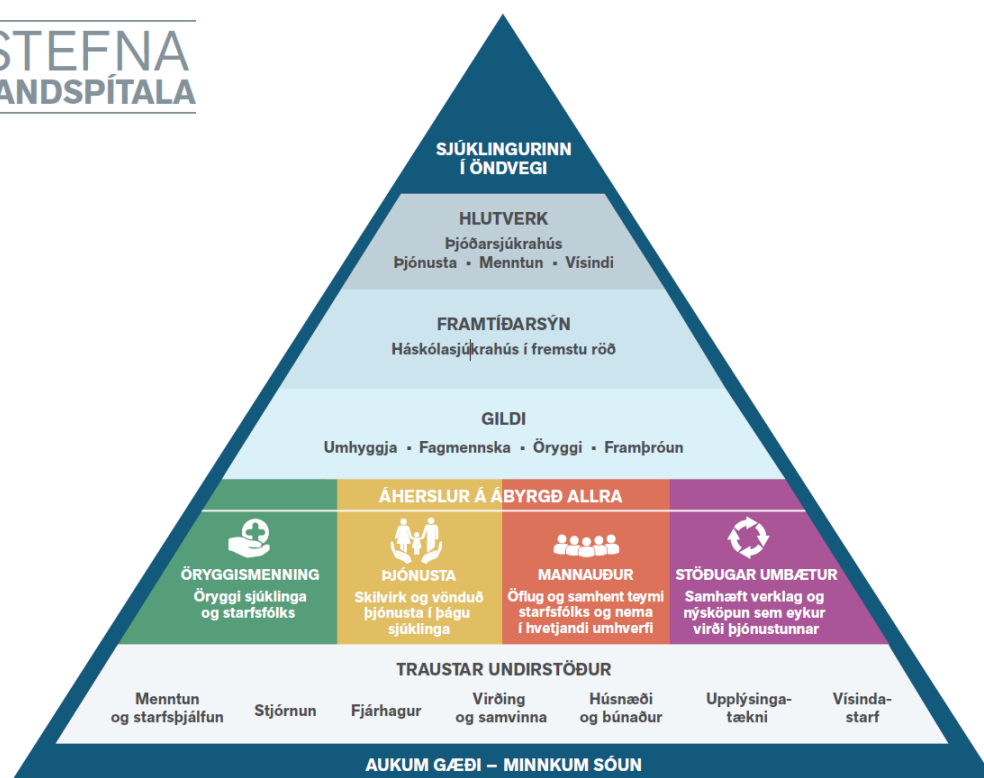 STEFNA
ANDSPÍTALA
SJÚKLINGURINN
Í ÖNDVEGI
HLUTVERK
Þjóðarsjúkrahús
Þjónusta ▪ Menntun ▪ Vísindi
FRAMTÍÐARSÝN
Háskólasjúkrahús í fremstu röð
GILDI
Umhyggja ▪ Fagmennska ▪ Öryggi ▪ Framþróun
ÁHERSLUR Á ÁBYRGÐ ALLRA
ÖRYGGISMENNING
Öryggi sjúklinga
og starfsfólks
ÞJÓNUSTA
Skilvirk og vönduð
þjónusta í þágu
sjúklinga
MANNAUÐUR
Öflug og samhent teymi
starfsfólks og nema
í hvetjandi umhverfi
STÖÐUGAR UMBÆTUR
Samhæft verklag og
nýsköpun sem eykur
virði þjónustunnar
TRAUSTAR UNDIRSTÖÐUR
Menntun
og starfsþjálfun
Stjórnun
Fjárhagur
Virðing
og samvinna
Húsnæði
og búnaður
Upplýsinga-
tækni
Vísinda-
starf
AUKUM GÆÐI – MINNKUM SÓUN